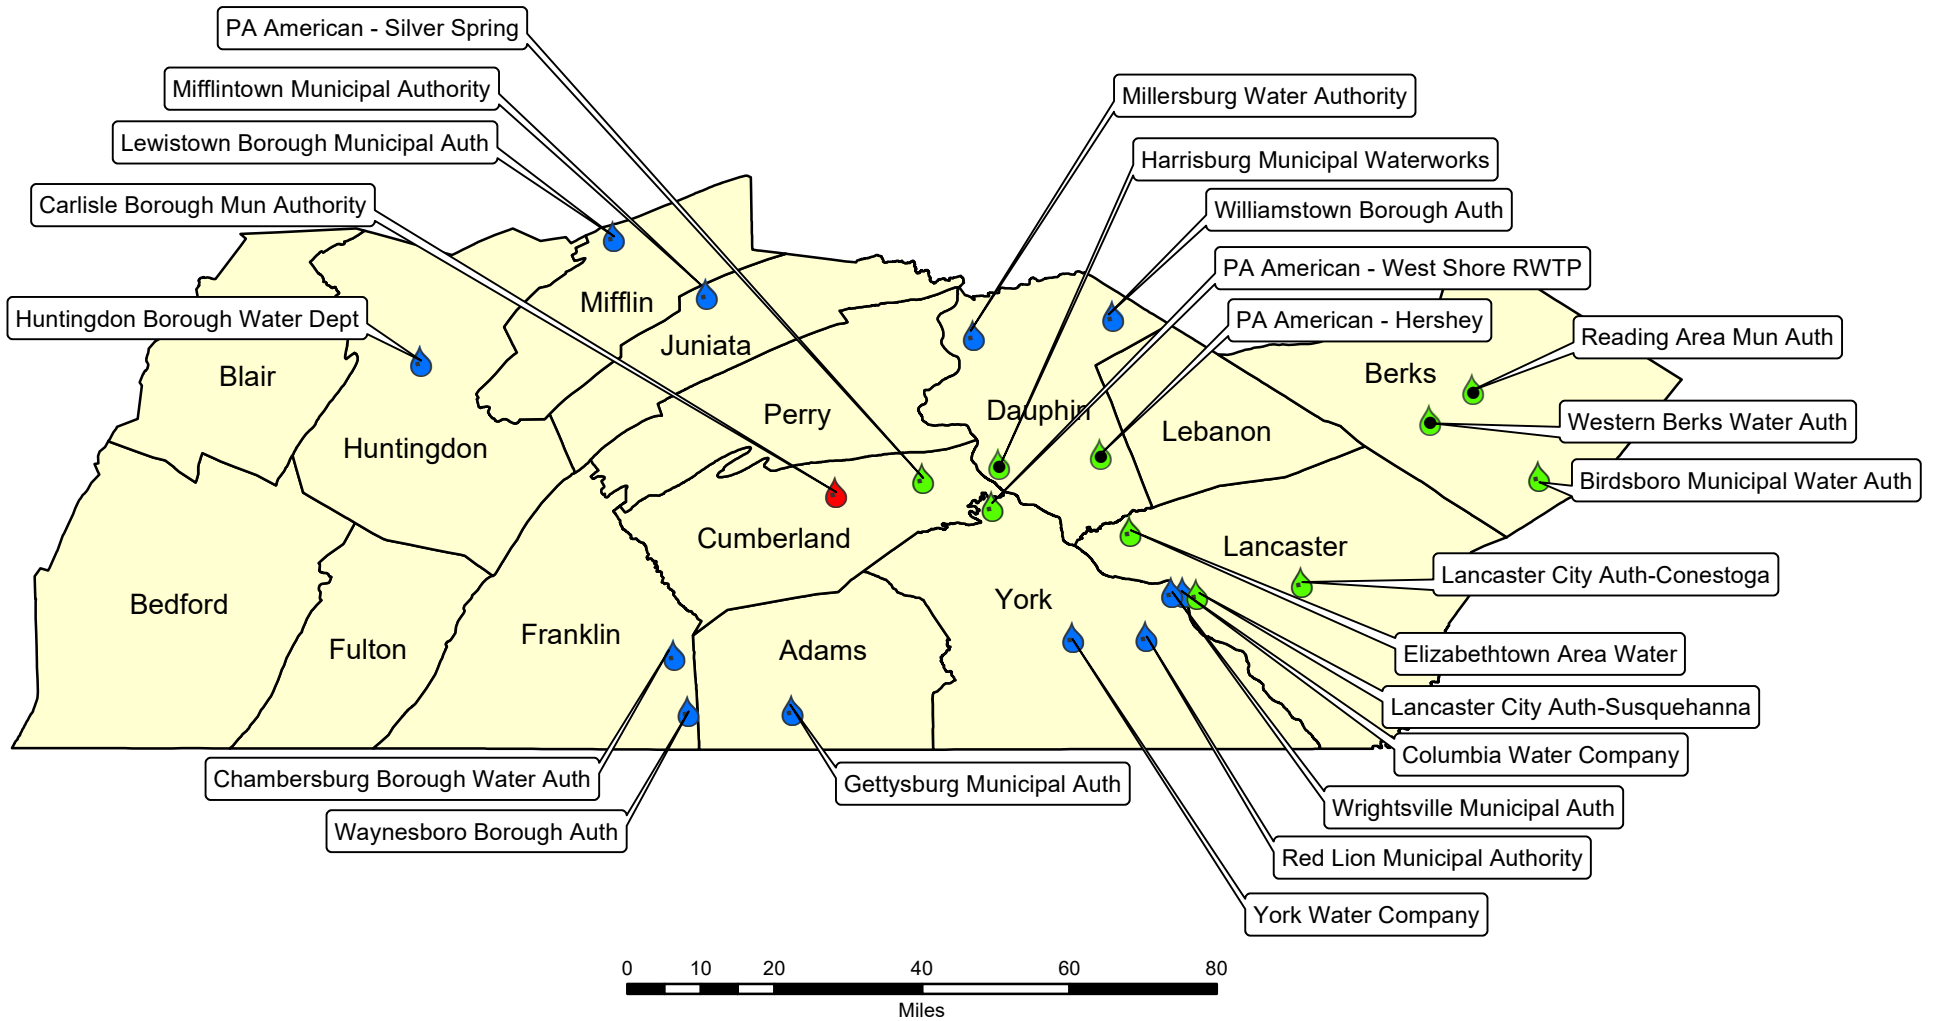 PA American - Silver Spring
Mifflintown Municipal Authority
Millersburg Water Authority
Lewistown Borough Municipal Auth
Harrisburg Municipal Waterworks
Carlisle Borough Mun Authority
Williamstown Borough Auth
PA American - West Shore RWTP
Mifflin
Huntingdon Borough Water Dept
PA American - Hershey
Reading Area Mun Auth
Juniata
Blair
Berks
Perry
Dauphin
Western Berks Water Auth
Huntingdon
Lebanon
Birdsboro Municipal Water Auth
Cumberland
Lancaster
Lancaster City Auth-Conestoga
Bedford
York
Franklin
Fulton
Adams
Elizabethtown Area Water
Lancaster City Auth-Susquehanna
Columbia Water Company
Chambersburg Borough Water Auth
Gettysburg Municipal Auth
Wrightsville Municipal Auth
Waynesboro Borough Auth
Red Lion Municipal Authority
York Water Company
0 10 20 40 60 80
Miles